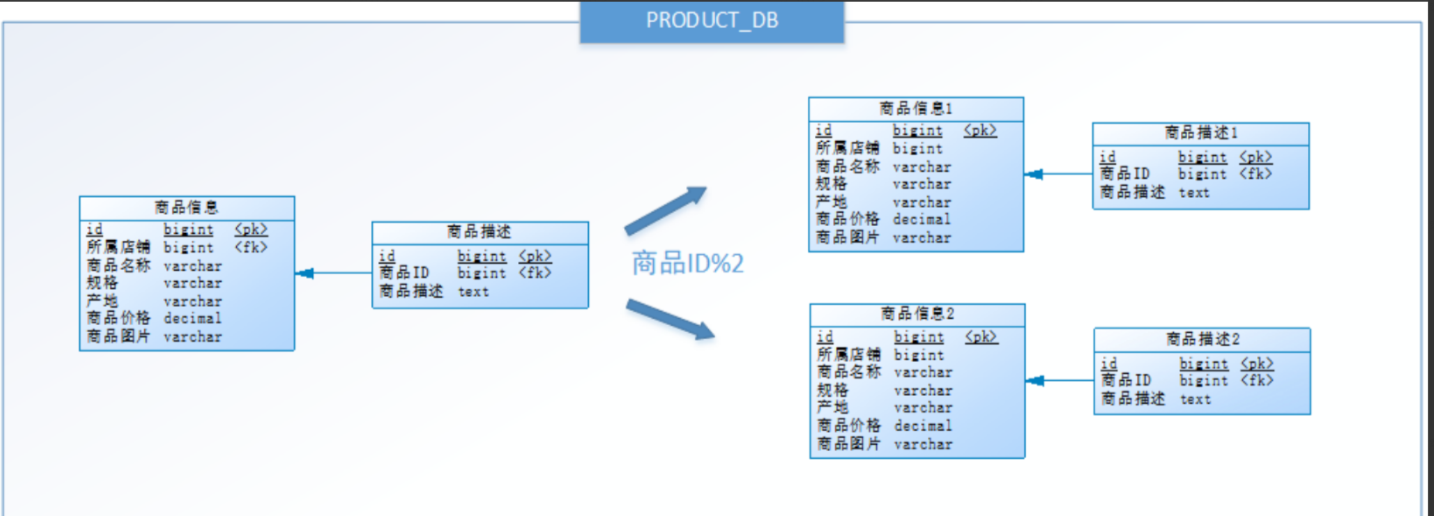 PRODUCT_DB
商品信息
id bigint <pk>
所属店铺 bigint <fk>
商品名称 varchar
规格 varchar
产地 varchar
商品价格 decimal
商品图片 varchar
商品描述
id bigint <pk>
商品ID bigint <fk>
商品描述 text
商品ID%2
商品信息1
id bigint <pk>
所属店铺 bigint
商品名称 varchar
规格 varchar
产地 varchar
商品价格 decimal
商品图片 varchar
商品描述1
id bigint <pk>
商品ID bigint <fk>
商品描述 text
商品信息2
id bigint <pk>
所属店铺 bigint
商品名称 varchar
规格 varchar
产地 varchar
商品价格 decimal
商品图片 varchar
商品描述2
id bigint <pk>
商品ID bigint <fk>
商品描述 text